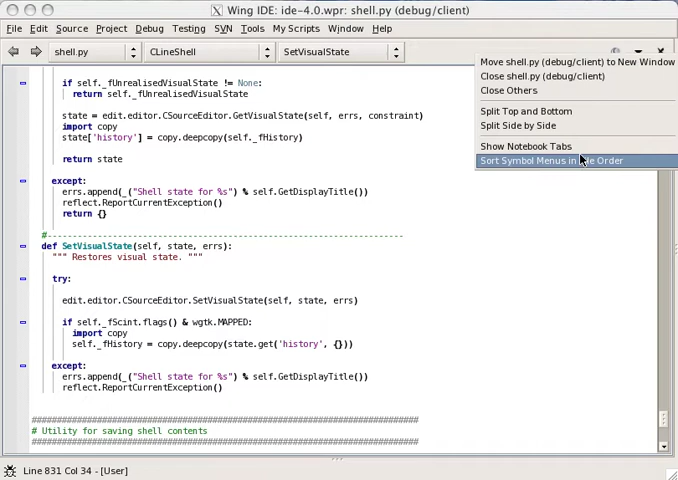 Wing IDE: ide-4.0.wpr: shell.py (debug/client)
File Edit Source Project Debug Testing SVN Tools My Scripts Window Help
shell.py CLineShell SetVisualState
Move shell.py (debug/client) to New Window
Close shell.py (debug/client)
Close Others
Split Top and Bottom
Split Side by Side
Show Notebook Tabs
Sort Symbol Menus in Order
if self._fUnrealisedVisualState != None:
return self._fUnrealisedVisualState
state = edit.editor.CSourceEditor.GetVisualState(self, errs, constraint)
import copy
state['history'] = copy.deepcopy(self._fHistory)
return state
except:
errs.append(_("Shell state for %s") % self.GetDisplayTitle())
reflect.ReportCurrentException()
return {}
#-----------------------------------------------------------------------
def SetVisualState(self, state, errs):
""" Restores visual state. """
try:
edit.editor.CSourceEditor.SetVisualState(self, state, errs)
if self._fScint.flags() & wgtk.MAPPED:
import copy
self._fHistory = copy.deepcopy(state.get('history', {}))
except:
errs.append(_("Shell state for %s") % self.GetDisplayTitle())
reflect.ReportCurrentException()
#############################################################################
# Utility for saving shell contents
#############################################################################
Line 831 Col 34 - [User]